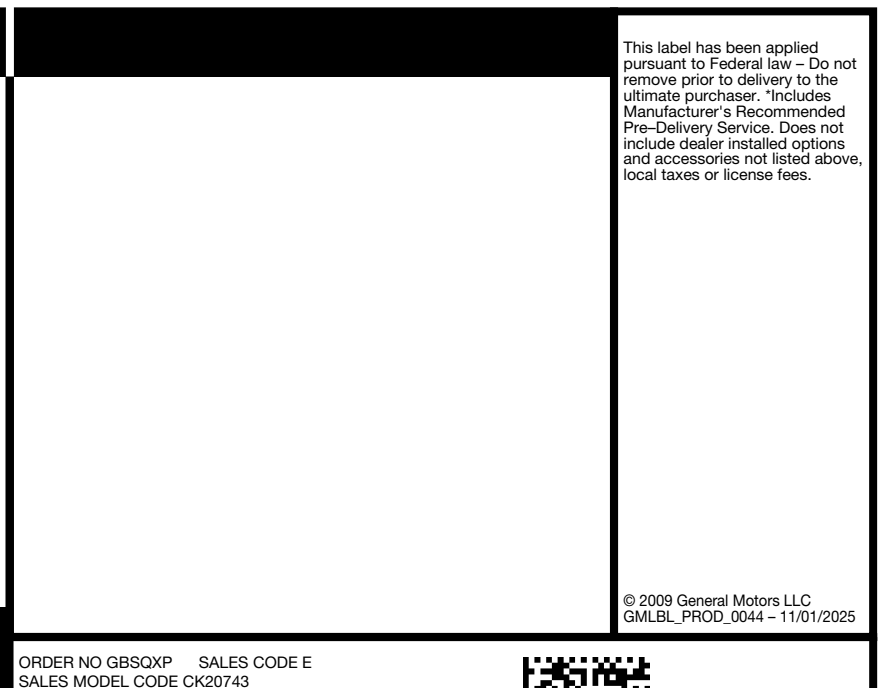 This label has been applied
pursuant to Federal law – Do not
remove prior to delivery to the
ultimate purchaser. *Includes
Manufacturer's Recommended
Pre–Delivery Service. Does not
include dealer installed options
and accessories not listed above,
local taxes or license fees.
© 2009 General Motors LLC
GMLBL_PROD_0044 – 11/01/2025
ORDER NO GBSQXP SALES CODE E
SALES MODEL CODE CK20743